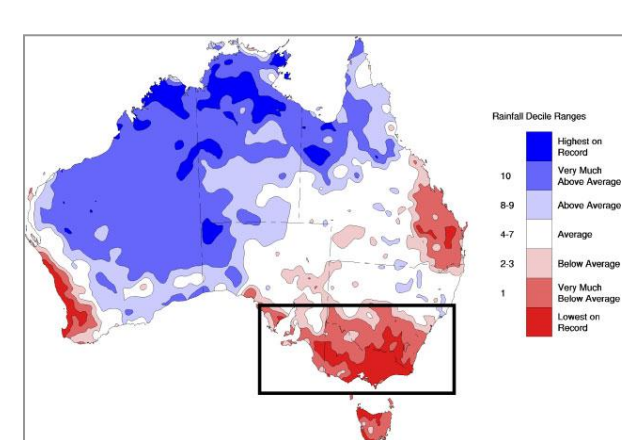 Rainfall Decile Ranges
Highest on
Record
10
Very Much
Above Average
8-9
Above Average
4-7
Average
2-3
Below Average
1
Very Much
Below Average
Lowest on
Record